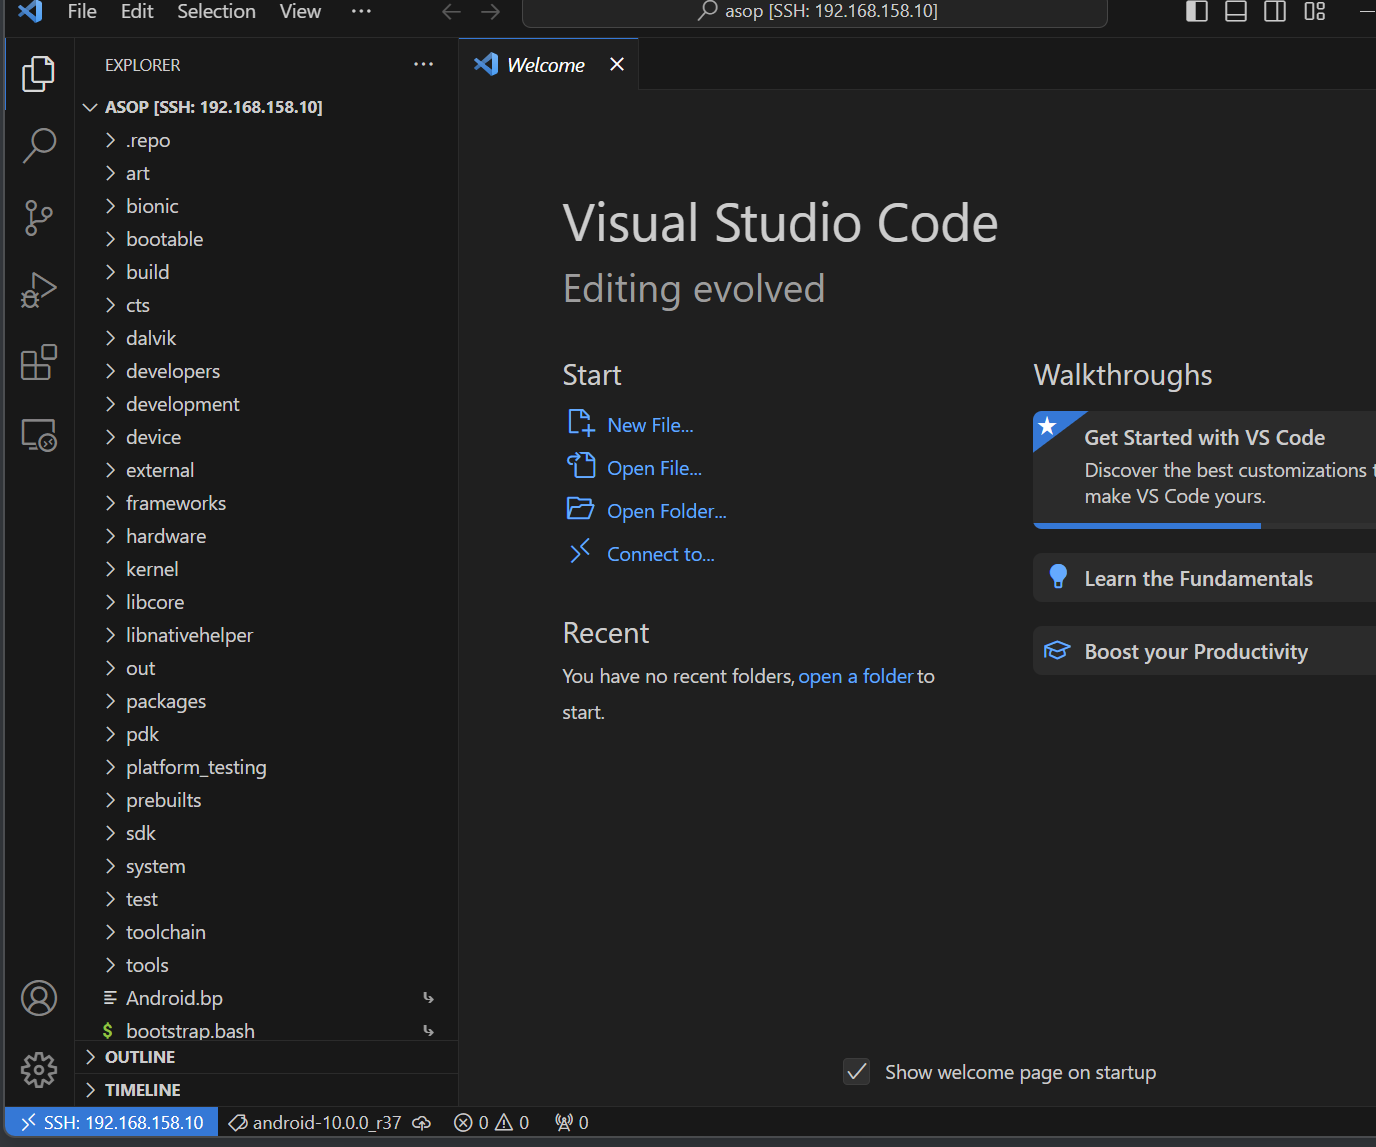 File Edit Selection View ···
asop [SSH: 192.168.158.10]
EXPLORER
Welcome
ASOP [SSH: 192.168.158.10]
.repo
art
bionic
bootable
build
cts
dalvik
developers
development
device
external
frameworks
hardware
kernel
libcore
libnativehelper
out
packages
pdk
platform_testing
prebuilts
sdk
system
test
toolchain
tools
Android.bp
$ bootstrap.bash
OUTLINE
TIMELINE
Visual Studio Code
Editing evolved
Start
New File...
Open File...
Open Folder...
Connect to...
Recent
You have no recent folders, open a folder to
start.
Walkthroughs
Get Started with VS Code
Discover the best customizations
make VS Code yours.
Learn the Fundamentals
Boost your Productivity
Show welcome page on startup
SSH: 192.168.158.10 android-10.0.0_r37 0 0 0